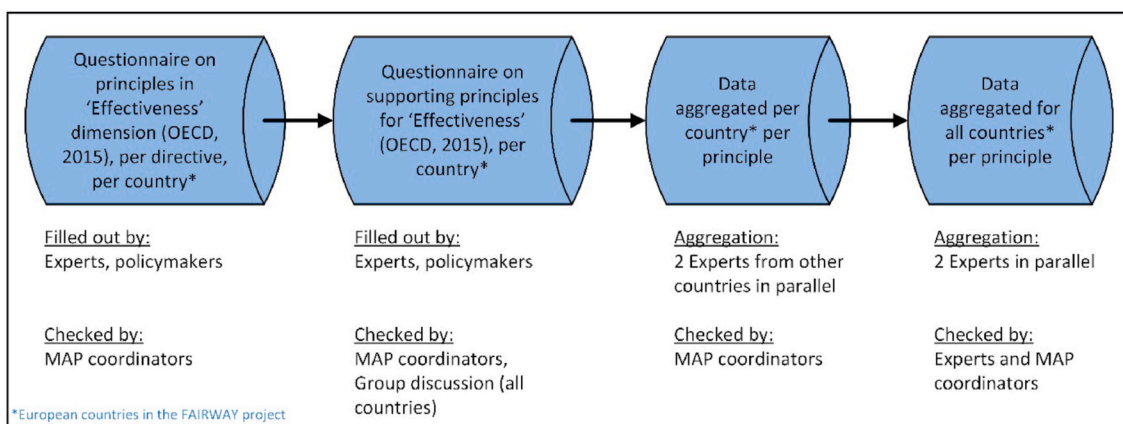 Questionnaire on
principles in
‘Effectiveness’
dimension (OECD,
2015), per directive,
per country*
Questionnaire on
supporting principles
for ‘Effectiveness’
(OECD, 2015), per
country*
Data
aggregated per
country* per
principle
Data
aggregated for
all countries*
per principle
Filled out by:
Experts, policymakers
Checked by:
MAP coordinators
Filled out by:
Experts, policymakers
Checked by:
MAP coordinators,
Group discussion (all
countries)
Aggregation:
2 Experts from other
countries in parallel
Checked by:
MAP coordinators
Aggregation:
2 Experts in parallel
Checked by:
Experts and MAP
coordinators
*European countries in the FAIRWAY project